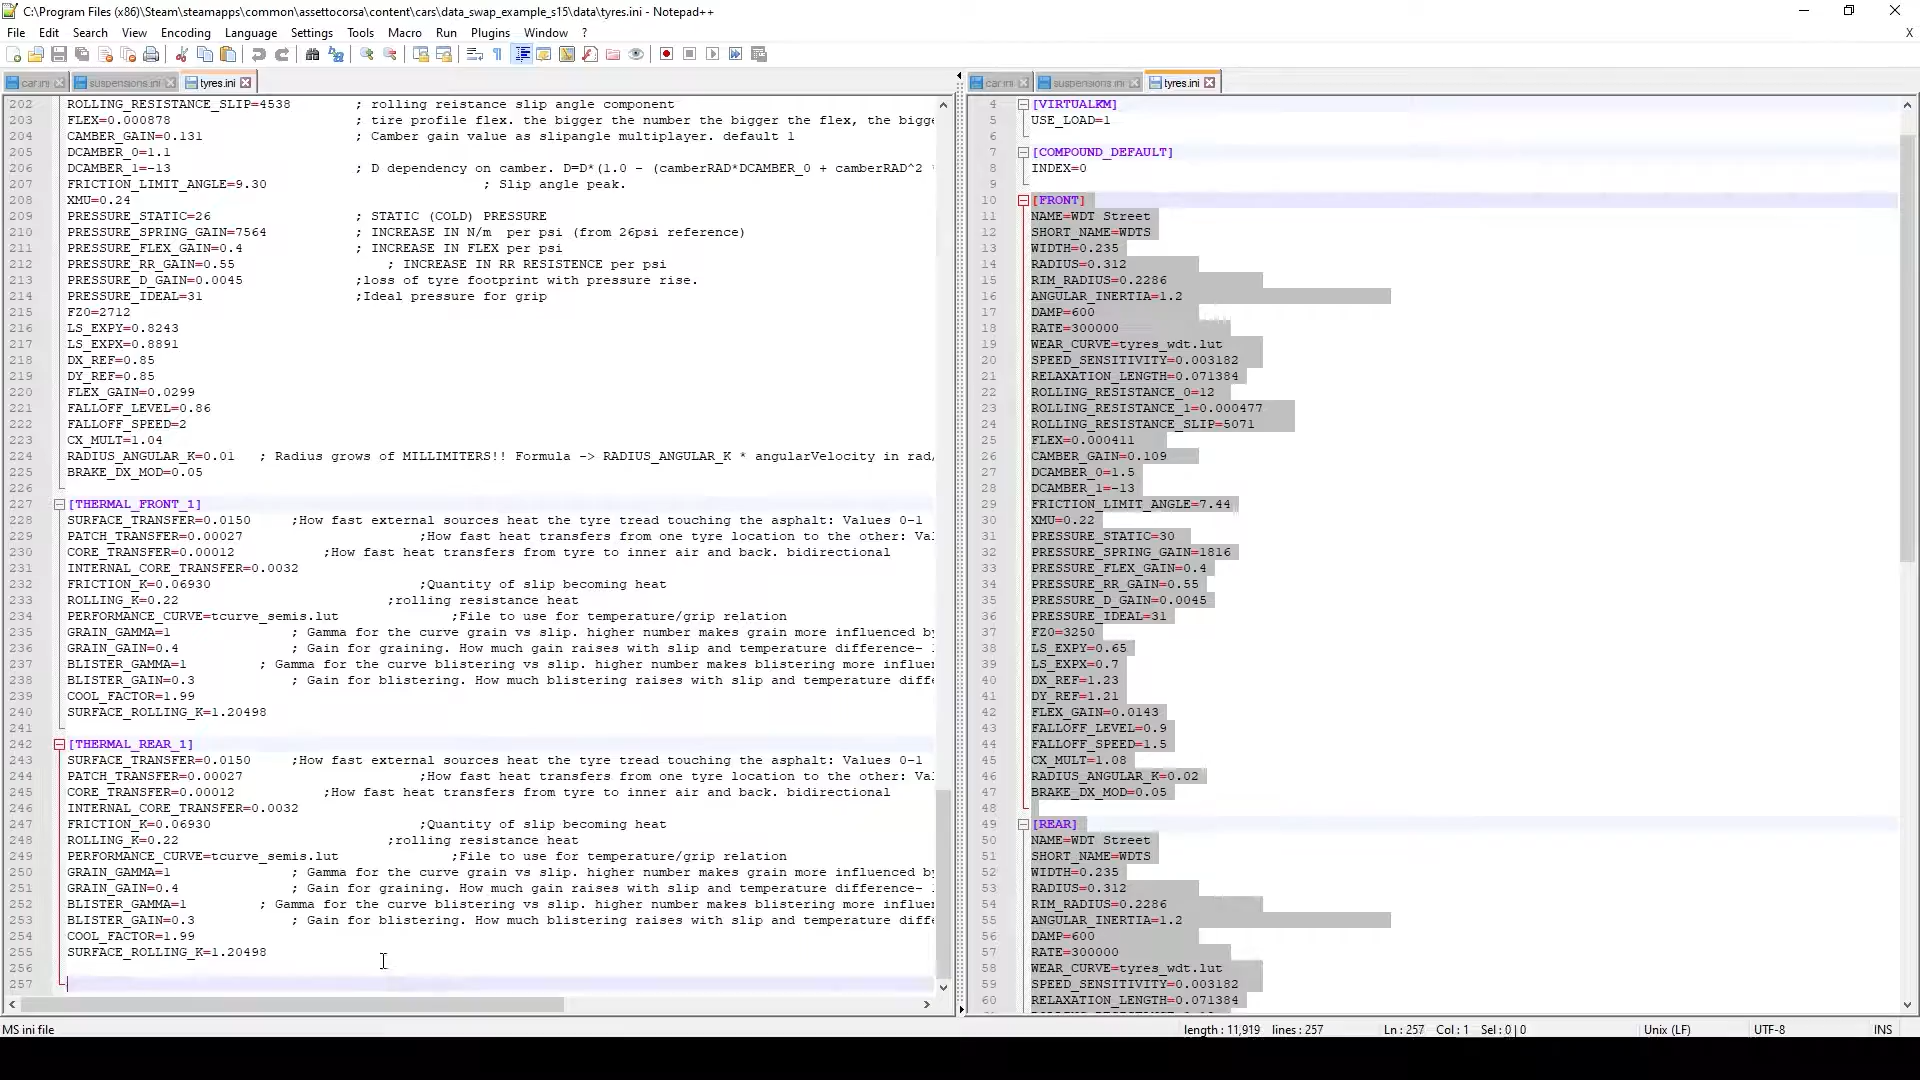 C:\Program Files (x86)\Steam\steamapps\common\assettocorsa\content\cars\data_swap_example_s15\data\tyres.ini - Notepad++
File Edit Search View Encoding Language Settings Tools Macro Run Plugins Window ? X
car.ini suspensions.ini tyres.ini
202 ROLLING_RESISTANCE_SLIP=4538 ; rolling reistance slip angle component
203 FLEX=0.000878 ; tire profile flex. the bigger the number the bigger the flex, the bigge
204 CAMBER_GAIN=0.131 ; Camber gain value as slipangle multiplayer. default 1
205 DCAMBER_0=1.1
206 DCAMBER_1=-13 ; D dependency on camber. D=D*(1.0 - (camberRAD*DCAMBER_0 + camberRAD^2
207 FRICTION_LIMIT_ANGLE=9.30 ; Slip angle peak.
208 XMU=0.24
209 PRESSURE_STATIC=26 ; STATIC (COLD) PRESSURE
210 PRESSURE_SPRING_GAIN=7564 ; INCREASE IN N/m per psi (from 26psi reference)
211 PRESSURE_FLEX_GAIN=0.4 ; INCREASE IN FLEX per psi
212 PRESSURE_RR_GAIN=0.55 ; INCREASE IN RR RESISTENCE per psi
213 PRESSURE_D_GAIN=0.0045 ;loss of tyre footprint with pressure rise.
214 PRESSURE_IDEAL=31 ;Ideal pressure for grip
215 FZ0=2712
216 LS_EXPY=0.8243
217 LS_EXPX=0.8891
218 DX_REF=0.85
219 DY_REF=0.85
220 FLEX_GAIN=0.0299
221 FALLOFF_LEVEL=0.86
222 FALLOFF_SPEED=2
223 CX_MULT=1.04
224 RADIUS_ANGULAR_K=0.01 ; Radius grows of MILLIMITERS!! Formula -> RADIUS_ANGULAR_K * angularVelocity in rad/
225 BRAKE_DX_MOD=0.05
226
227 [THERMAL_FRONT_1]
228 SURFACE_TRANSFER=0.0150 ;How fast external sources heat the tyre tread touching the asphalt: Values 0-1
229 PATCH_TRANSFER=0.00027 ;How fast heat transfers from one tyre location to the other: Val
230 CORE_TRANSFER=0.00012 ;How fast heat transfers from tyre to inner air and back. bidirectional
231 INTERNAL_CORE_TRANSFER=0.0032
232 FRICTION_K=0.06930 ;Quantity of slip becoming heat
233 ROLLING_K=0.22 ;rolling resistance heat
234 PERFORMANCE_CURVE=tcurve_semis.lut ;File to use for temperature/grip relation
235 GRAIN_GAMMA=1 ; Gamma for the curve grain vs slip. higher number makes grain more influenced by
236 GRAIN_GAIN=0.4 ; Gain for graining. How much gain raises with slip and temperature difference-
237 BLISTER_GAMMA=1 ; Gamma for the curve blistering vs slip. higher number makes blistering more influen
238 BLISTER_GAIN=0.3 ; Gain for blistering. How much blistering raises with slip and temperature diffe
239 COOL_FACTOR=1.99
240 SURFACE_ROLLING_K=1.20498
241
242 [THERMAL_REAR_1]
243 SURFACE_TRANSFER=0.0150 ;How fast external sources heat the tyre tread touching the asphalt: Values 0-1
244 PATCH_TRANSFER=0.00027 ;How fast heat transfers from one tyre location to the other: Val
245 CORE_TRANSFER=0.00012 ;How fast heat transfers from tyre to inner air and back. bidirectional
246 INTERNAL_CORE_TRANSFER=0.0032
247 FRICTION_K=0.06930 ;Quantity of slip becoming heat
248 ROLLING_K=0.22 ;rolling resistance heat
249 PERFORMANCE_CURVE=tcurve_semis.lut ;File to use for temperature/grip relation
250 GRAIN_GAMMA=1 ; Gamma for the curve grain vs slip. higher number makes grain more influenced by
251 GRAIN_GAIN=0.4 ; Gain for graining. How much gain raises with slip and temperature difference-
252 BLISTER_GAMMA=1 ; Gamma for the curve blistering vs slip. higher number makes blistering more influen
253 BLISTER_GAIN=0.3 ; Gain for blistering. How much blistering raises with slip and temperature diffe
254 COOL_FACTOR=1.99
255 SURFACE_ROLLING_K=1.20498
256
257
car.ini suspensions.ini tyres.ini
4 [VIRTUALKM]
5 USE_LOAD=1
6
7 [COMPOUND_DEFAULT]
8 INDEX=0
9
10 [FRONT]
11 NAME=WDT Street
12 SHORT_NAME=WDTS
13 WIDTH=0.235
14 RADIUS=0.312
15 RIM_RADIUS=0.2286
16 ANGULAR_INERTIA=1.2
17 DAMP=600
18 RATE=300000
19 WEAR_CURVE=tyres_wdt.lut
20 SPEED_SENSITIVITY=0.003182
21 RELAXATION_LENGTH=0.071384
22 ROLLING_RESISTANCE_0=12
23 ROLLING_RESISTANCE_1=0.000477
24 ROLLING_RESISTANCE_SLIP=5071
25 FLEX=0.000411
26 CAMBER_GAIN=0.109
27 DCAMBER_0=1.5
28 DCAMBER_1=-13
29 FRICTION_LIMIT_ANGLE=7.44
30 XMU=0.22
31 PRESSURE_STATIC=30
32 PRESSURE_SPRING_GAIN=1816
33 PRESSURE_FLEX_GAIN=0.4
34 PRESSURE_RR_GAIN=0.55
35 PRESSURE_D_GAIN=0.0045
36 PRESSURE_IDEAL=31
37 FZ0=3250
38 LS_EXPY=0.65
39 LS_EXPX=0.7
40 DX_REF=1.23
41 DY_REF=1.21
42 FLEX_GAIN=0.0143
43 FALLOFF_LEVEL=0.9
44 FALLOFF_SPEED=1.5
45 CX_MULT=1.08
46 RADIUS_ANGULAR_K=0.02
47 BRAKE_DX_MOD=0.05
48
49 [REAR]
50 NAME=WDT Street
51 SHORT_NAME=WDTS
52 WIDTH=0.235
53 RADIUS=0.312
54 RIM_RADIUS=0.2286
55 ANGULAR_INERTIA=1.2
56 DAMP=600
57 RATE=300000
58 WEAR_CURVE=tyres_wdt.lut
59 SPEED_SENSITIVITY=0.003182
60 RELAXATION_LENGTH=0.071384
MS ini file length : 11,919 lines : 257 Ln : 257 Col : 1 Sel : 0 | 0 Unix (LF) UTF-8 INS